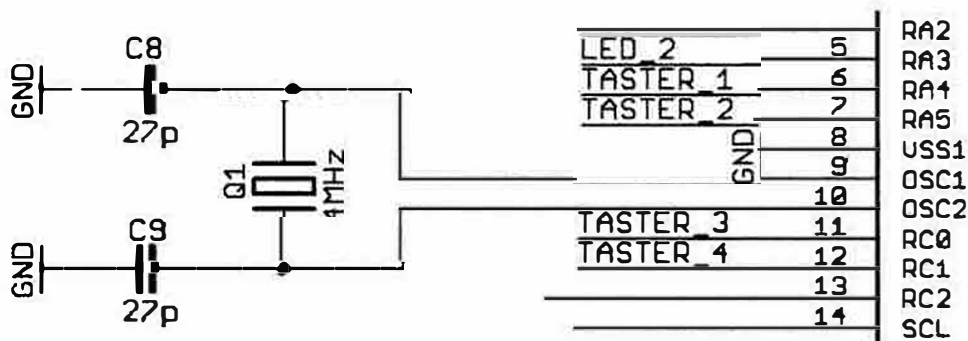 C8
GND
27p
Q1
4MHz
C9
GND
27p
RA2
LED_2 5 RA3
TASTER_1 6 RA4
TASTER_2 7 RA5
GND 8 VSS1
9 OSC1
10 OSC2
TASTER_3 11 RC0
TASTER_4 12 RC1
13 RC2
14 SCL